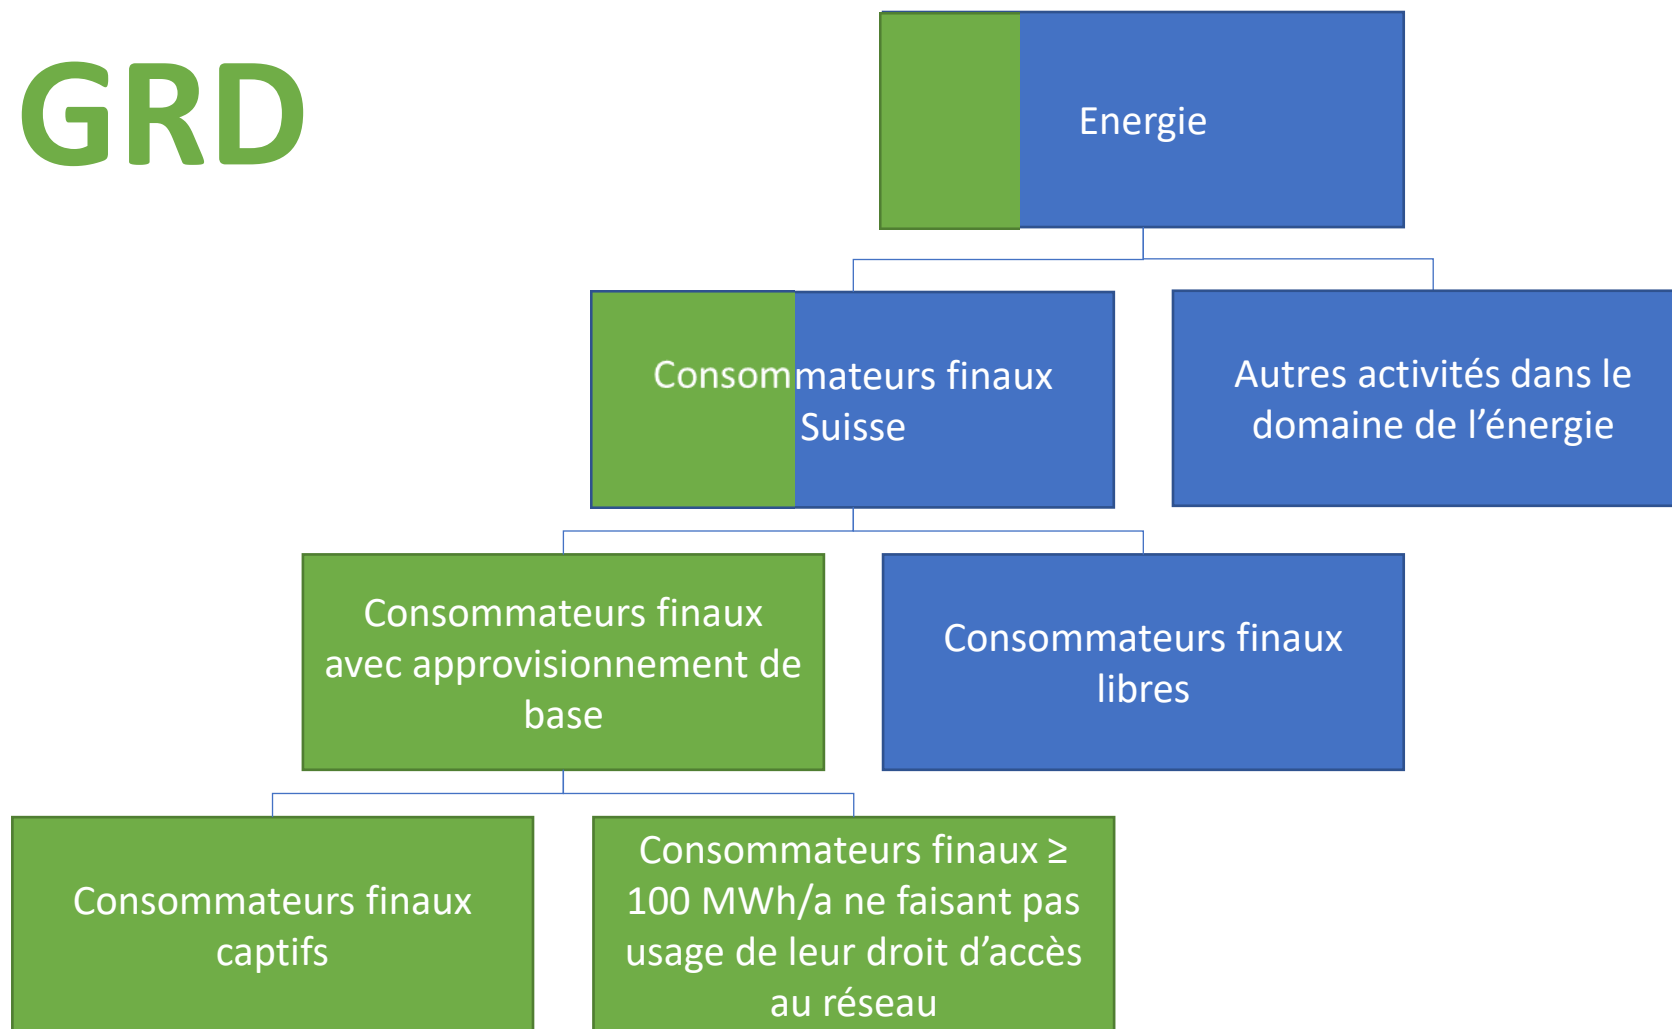 GRD
Energie
Consommateurs finaux
Suisse
Autres activités dans le
domaine de l’énergie
Consommateurs finaux
avec approvisionnement de
base
Consommateurs finaux
libres
Consommateurs finaux
captifs
Consommateurs finaux ≥
100 MWh/a ne faisant pas
usage de leur droit d’accès
au réseau